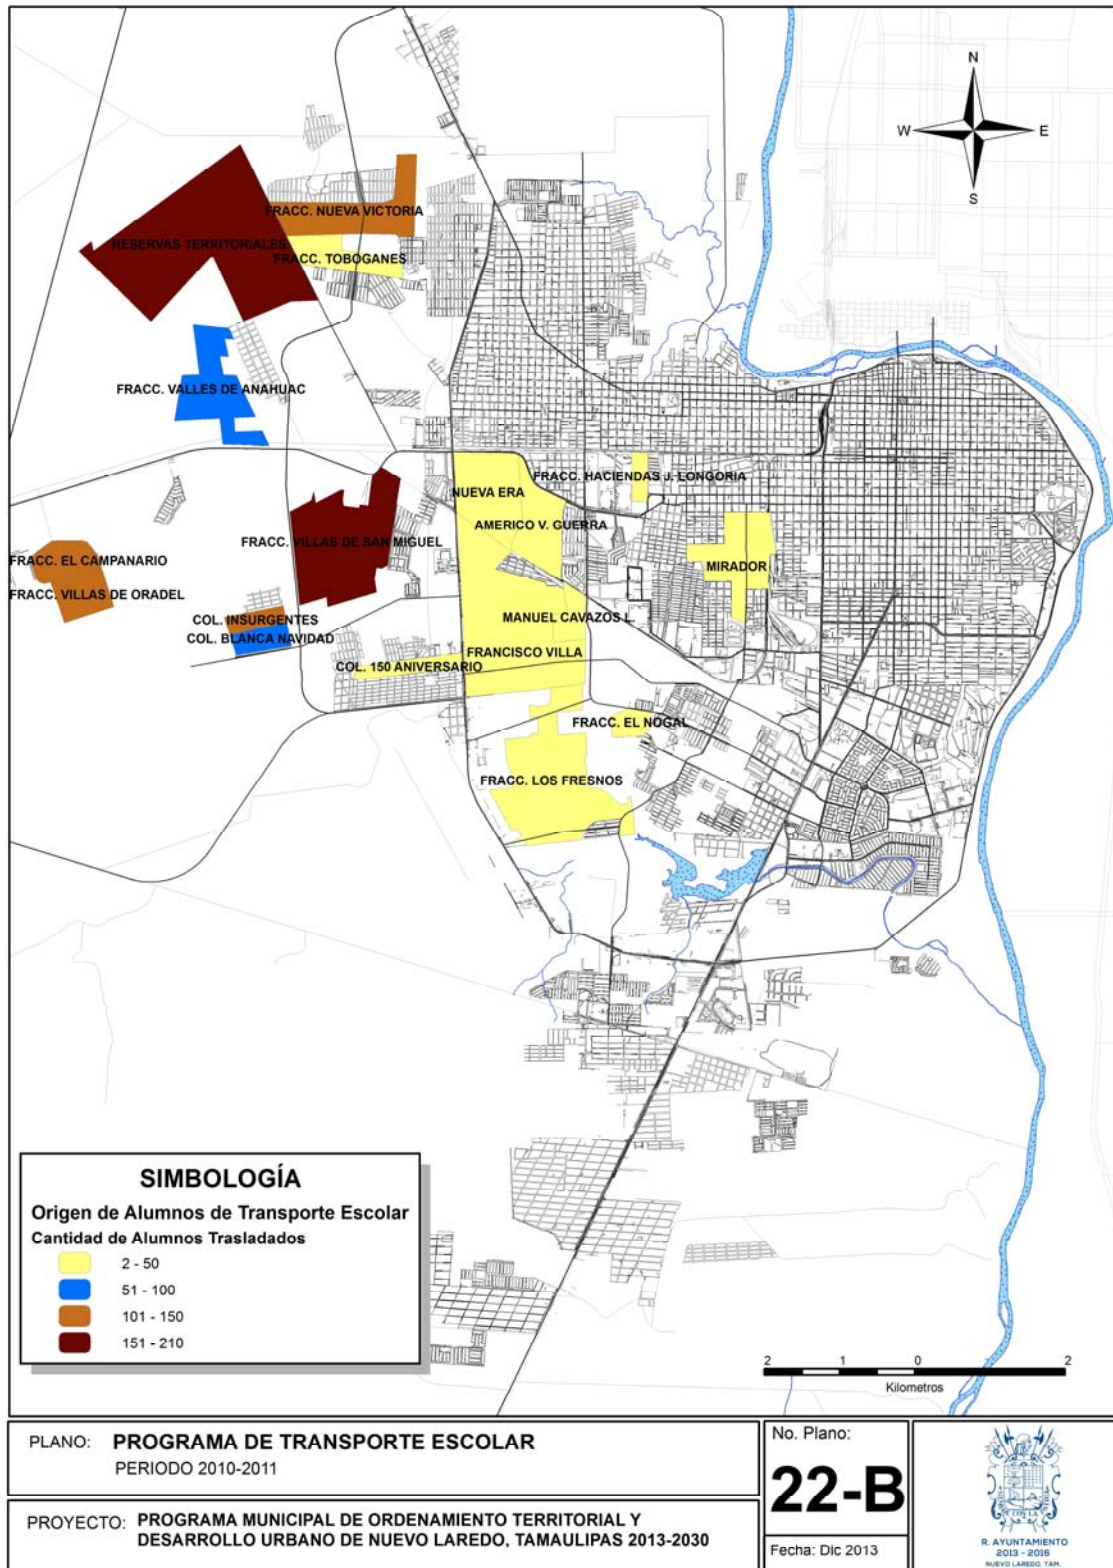 N
W E
S
FRACC. NUEVA VICTORIA
RESERVAS TERRITORIALES
FRACC. TOBOGANES
FRACC. VALLES DE ANAHUAC
FRACC. HACIENDAS J. LONGORIA
NUEVA ERA
AMERICO V. GUERRA
FRACC. VILLAS DE SAN MIGUEL
FRACC. EL CAMPANARIO
MIRADOR
FRACC. VILLAS DE ORADEL
COL. INSURGENTES
MANUEL CAVAZOS L.
COL. BLANCA NAVIDAD
FRANCISCO VILLA
COL. 150 ANIVERSARIO
FRACC. EL NOGAL
FRACC. LOS FRESNOS
SIMBOLOGÍA
Origen de Alumnos de Transporte Escolar
Cantidad de Alumnos Trasladados
2 - 50
51 - 100
101 - 150
151 - 210
2 1 0 2
Kilometros
PLANO: PROGRAMA DE TRANSPORTE ESCOLAR
PERIODO 2010-2011
PROYECTO: PROGRAMA MUNICIPAL DE ORDENAMIENTO TERRITORIAL Y
DESARROLLO URBANO DE NUEVO LAREDO, TAMAULIPAS 2013-2030
No. Plano:
22-B
Fecha: Dic 2013
R. AYUNTAMIENTO
2013 - 2016
NUEVO LAREDO, TAM.